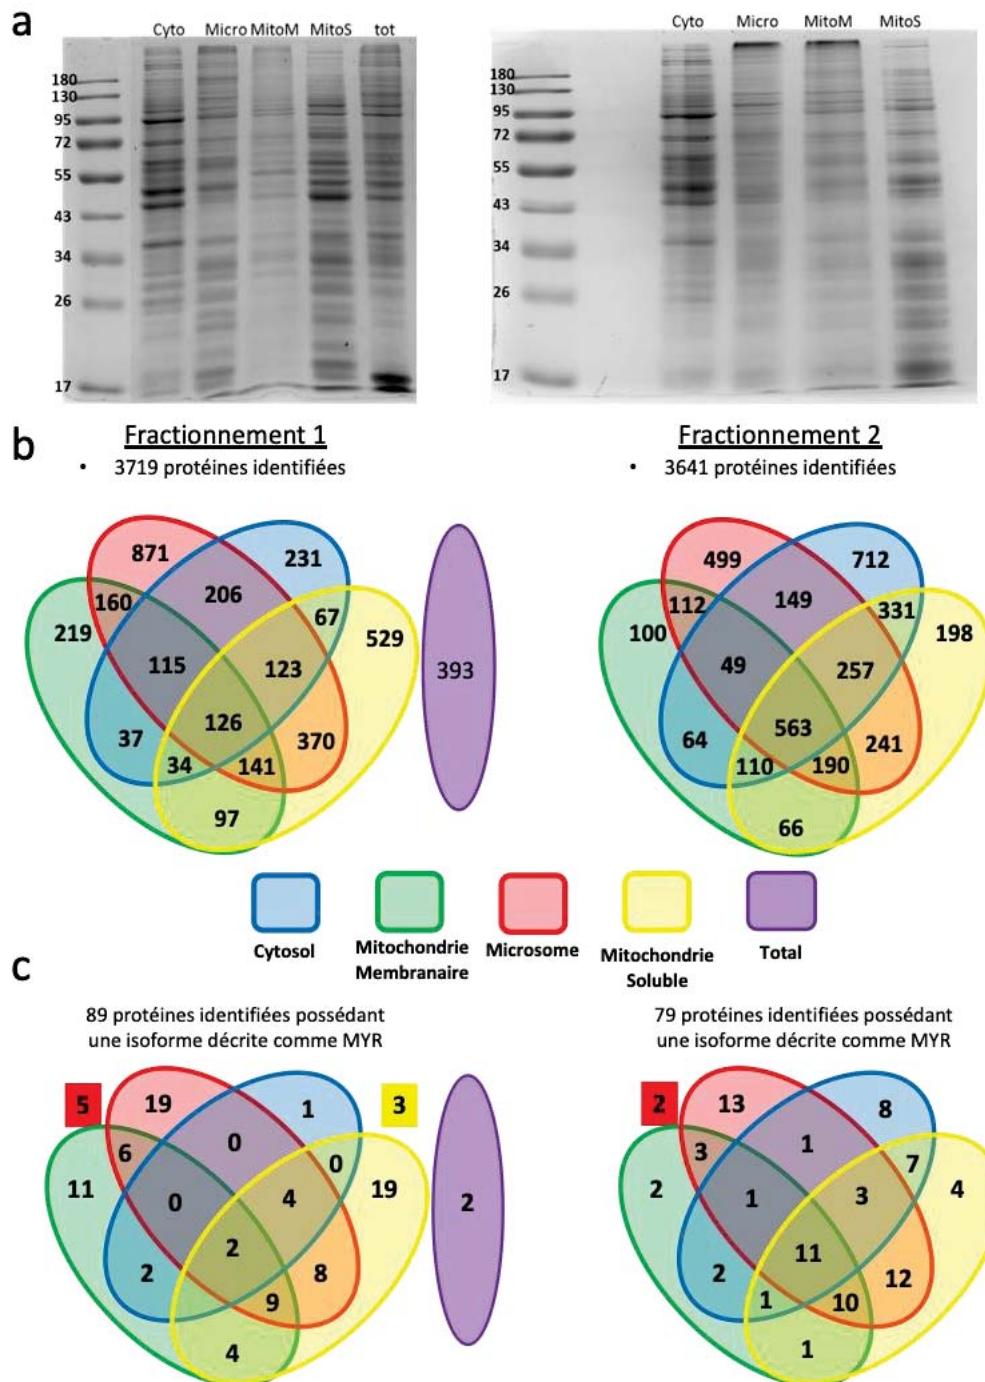 a
Cyto Micro MitoM MitoS tot
180
130
95
72
55
43
34
26
17
Cyto Micro MitoM MitoS
180
130
95
72
55
43
34
26
17
b
Fractionnement 1
• 3719 protéines identifiées
871 231
160 206 67
219 529
115 123
126
37 370
34 141
97
393
Fractionnement 2
• 3641 protéines identifiées
499 712
112 149 331
100 198
49 257
563
64 241
110 190
66
Cytosol
Mitochondrie
Membranaire
Microsome
Mitochondrie
Soluble
Total
c
89 protéines identifiées possédant
une isoforme décrite comme MYR
5 19 1 3
6 0 0
11 19
0 4
2
2 8
9
4
2
79 protéines identifiées possédant
une isoforme décrite comme MYR
2 13 8
3 1 7
2 4
1 3
11
2 12
1 10
1